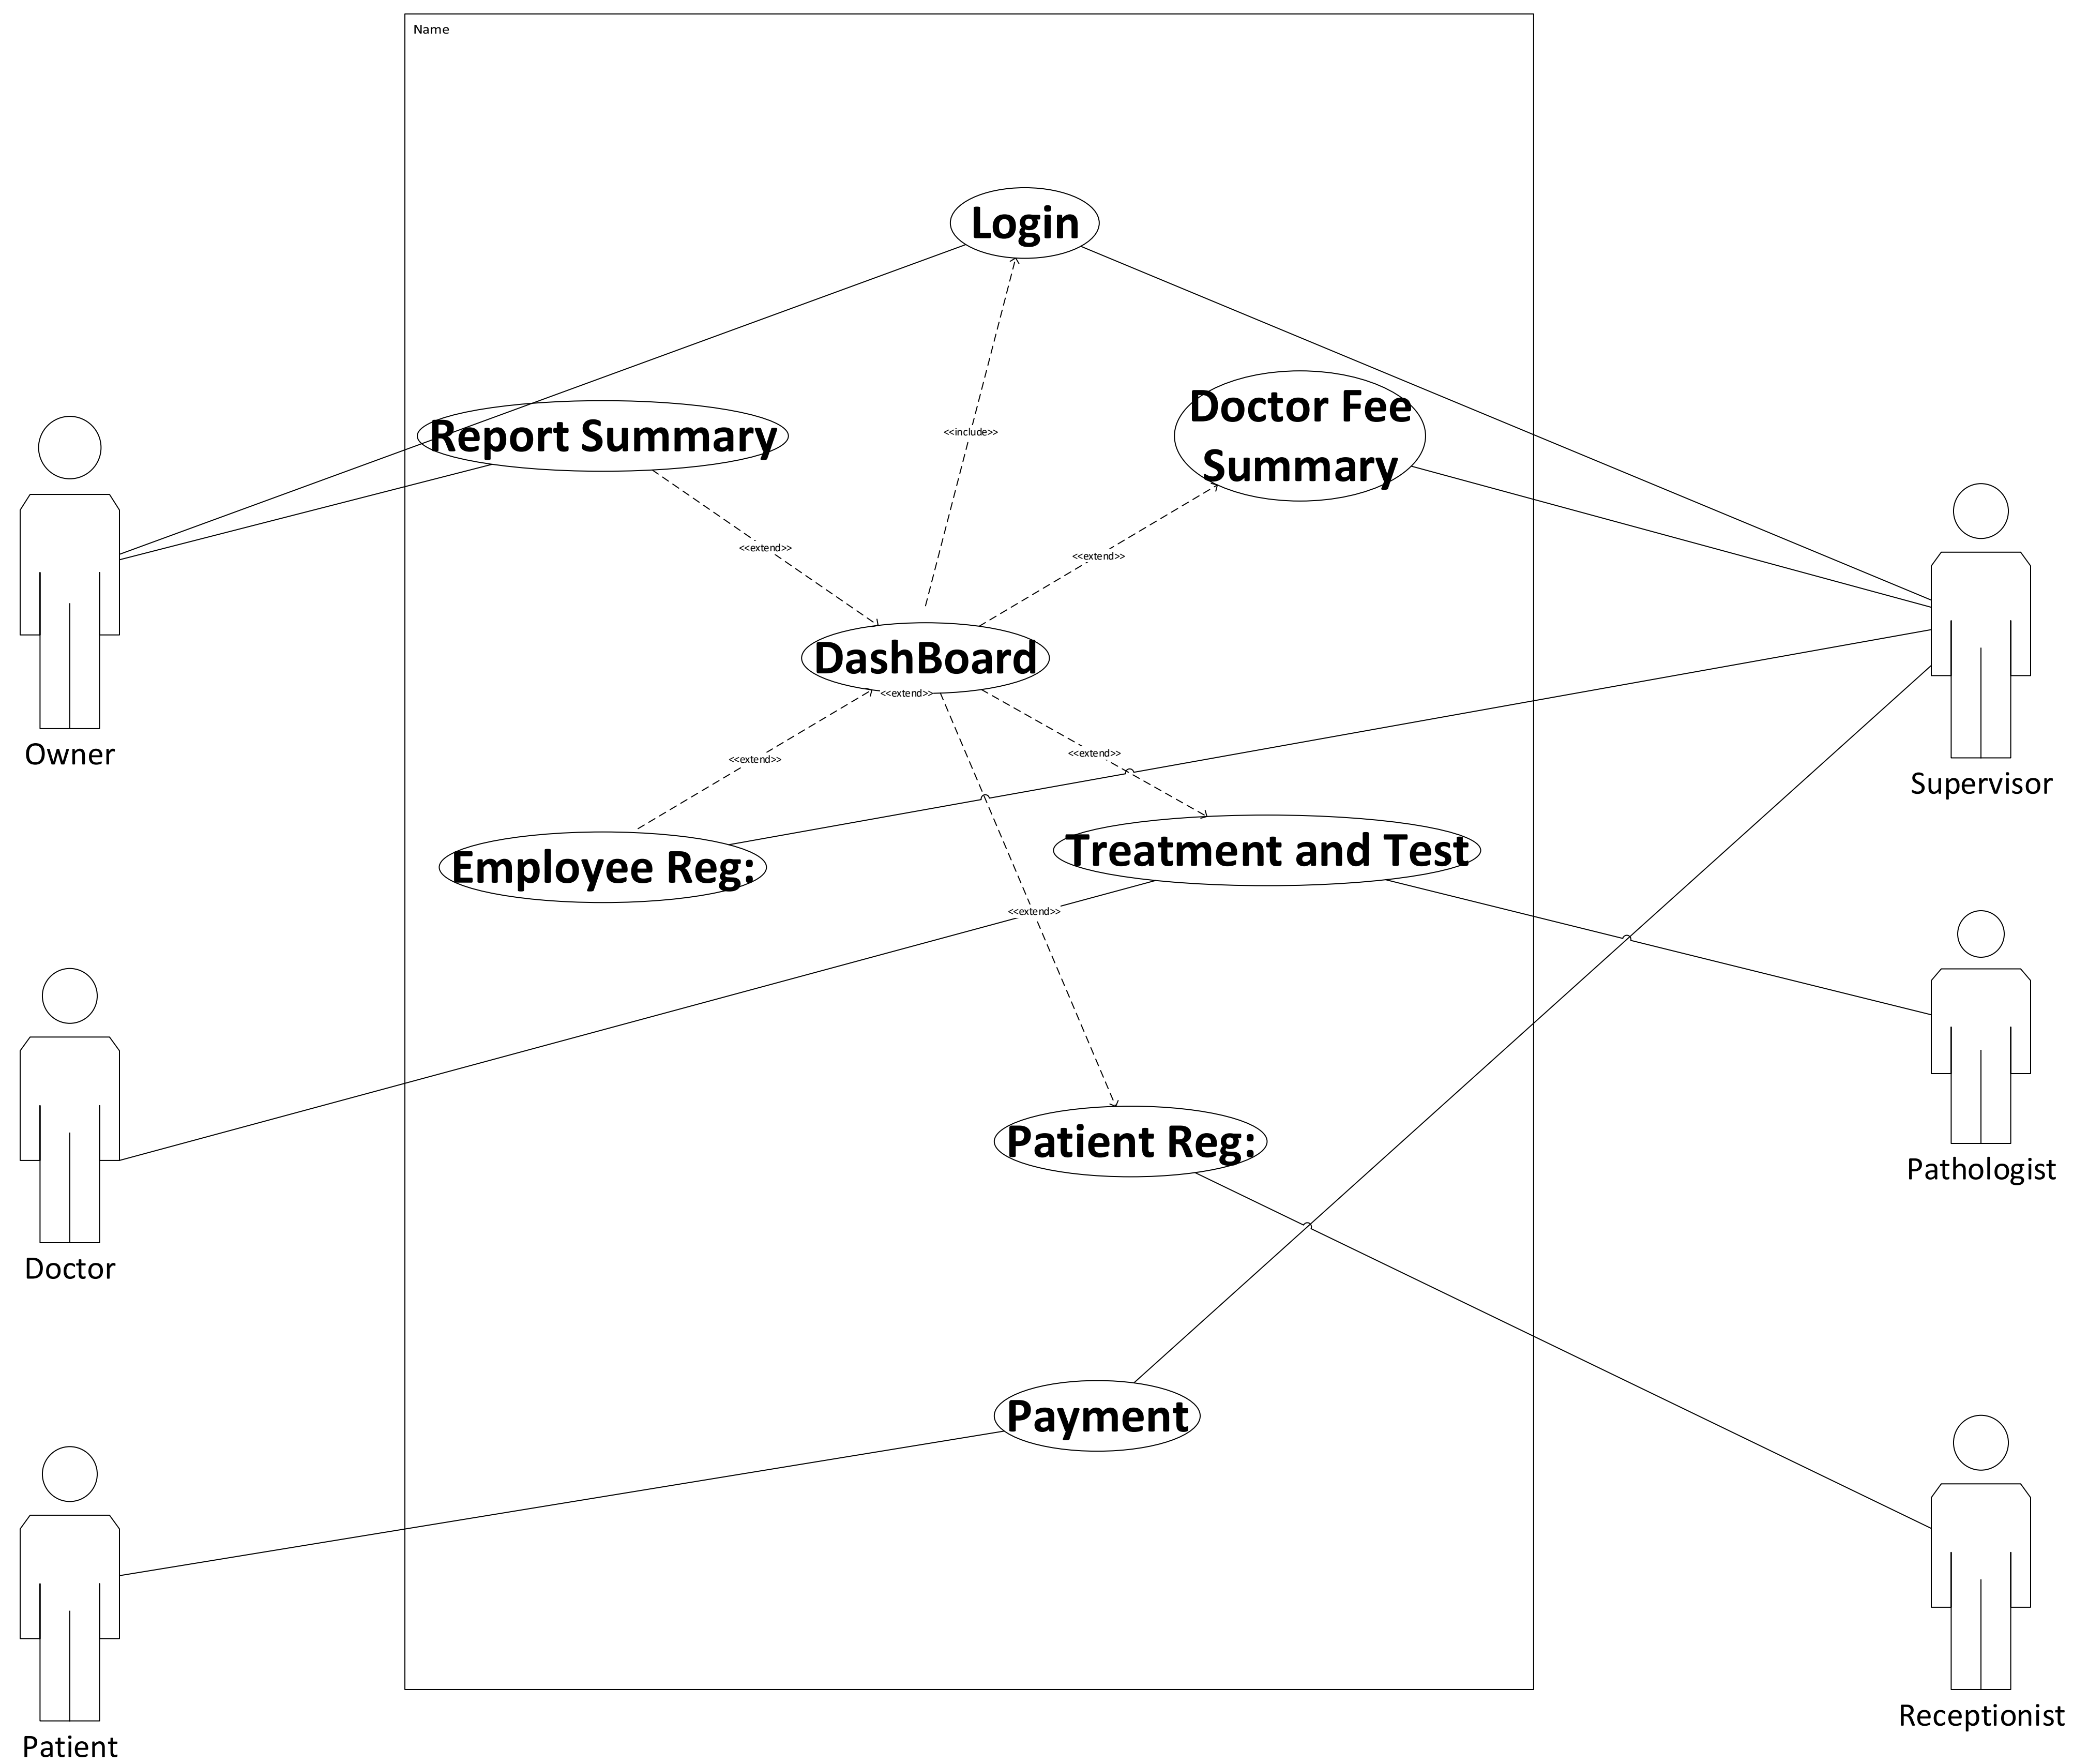 Name
Login
Report Summary
Doctor Fee
Summary
<<include>>
<<extend>>
<<extend>>
DashBoard
<<extend>>
<<extend>>
<<extend>>
Owner
Supervisor
Employee Reg:
Treatment and Test
<<extend>>
Patient Reg:
Pathologist
Doctor
Payment
Receptionist
Patient